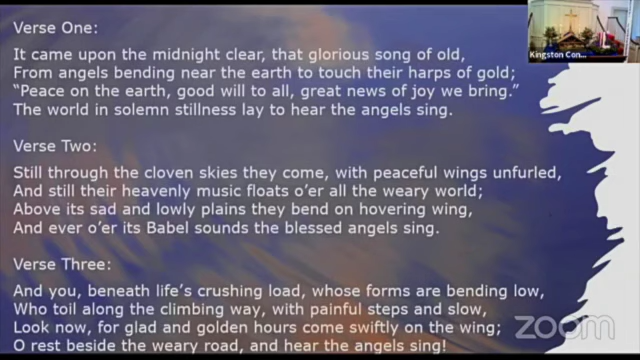 Verse One:
It came upon the midnight clear, that glorious song of old,
From angels bending near the earth to touch their harps of gold;
“Peace on the earth, good will to all, great news of joy we bring.”
The world in solemn stillness lay to hear the angels sing.
Verse Two:
Still through the cloven skies they come, with peaceful wings unfurled,
And still their heavenly music floats o’er all the weary world;
Above its sad and lowly plains they bend on hovering wing,
And ever o’er its Babel sounds the blessed angels sing.
Verse Three:
And you, beneath life’s crushing load, whose forms are bending low,
Who toil along the climbing way, with painful steps and slow,
Look now, for glad and golden hours come swiftly on the wing;
O rest beside the weary road, and hear the angels sing!
Kingston Con...
zoom